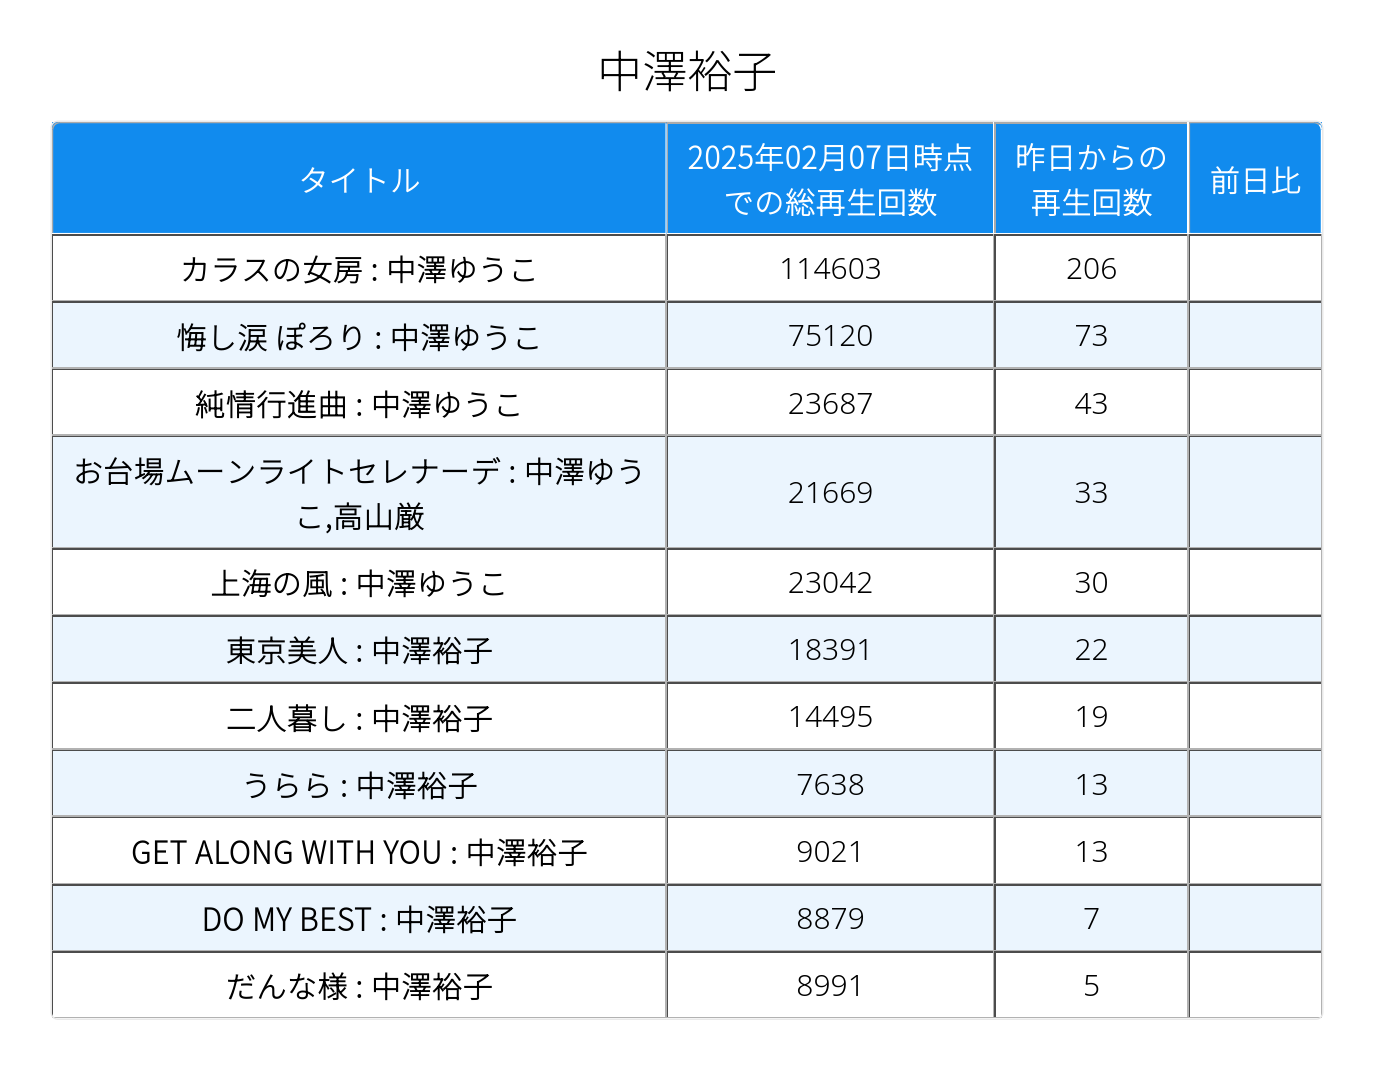 中澤裕子
タイトル
2025年02月07日時点
での総再生回数
昨日からの
再生回数
前日比
カラスの女房 : 中澤ゆうこ
114603
206
悔し涙 ぽろり : 中澤ゆうこ
75120
73
純情行進曲 : 中澤ゆうこ
23687
43
お台場ムーンライトセレナーデ : 中澤ゆう
こ,高山厳
21669
33
上海の風 : 中澤ゆうこ
23042
30
東京美人 : 中澤裕子
18391
22
二人暮し : 中澤裕子
14495
19
うらら : 中澤裕子
7638
13
GET ALONG WITH YOU : 中澤裕子
9021
13
DO MY BEST : 中澤裕子
8879
7
だんな様 : 中澤裕子
8991
5